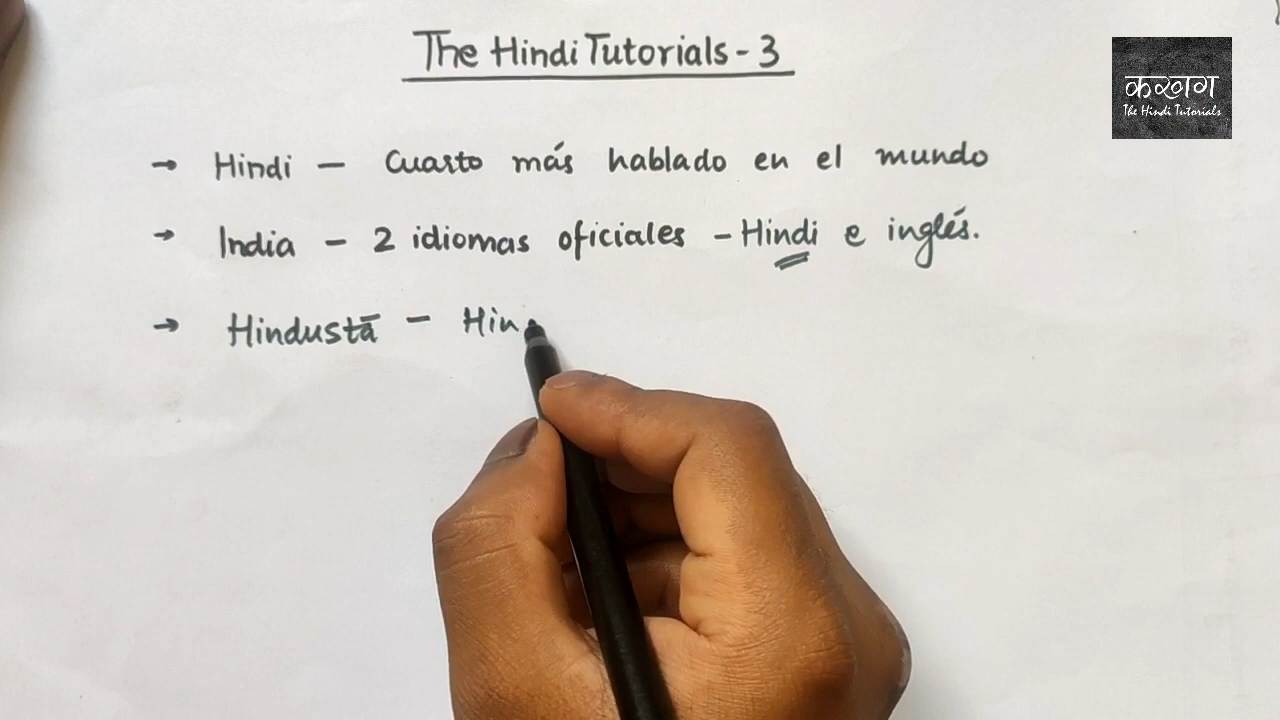 The Hindi Tutorials - 3
कखग
The Hindi Tutorials
→ Hindi — Cuarto más hablado en el mundo
→ India - 2 idiomas oficiales - Hindi e inglés.
→ Hindustā - Hin